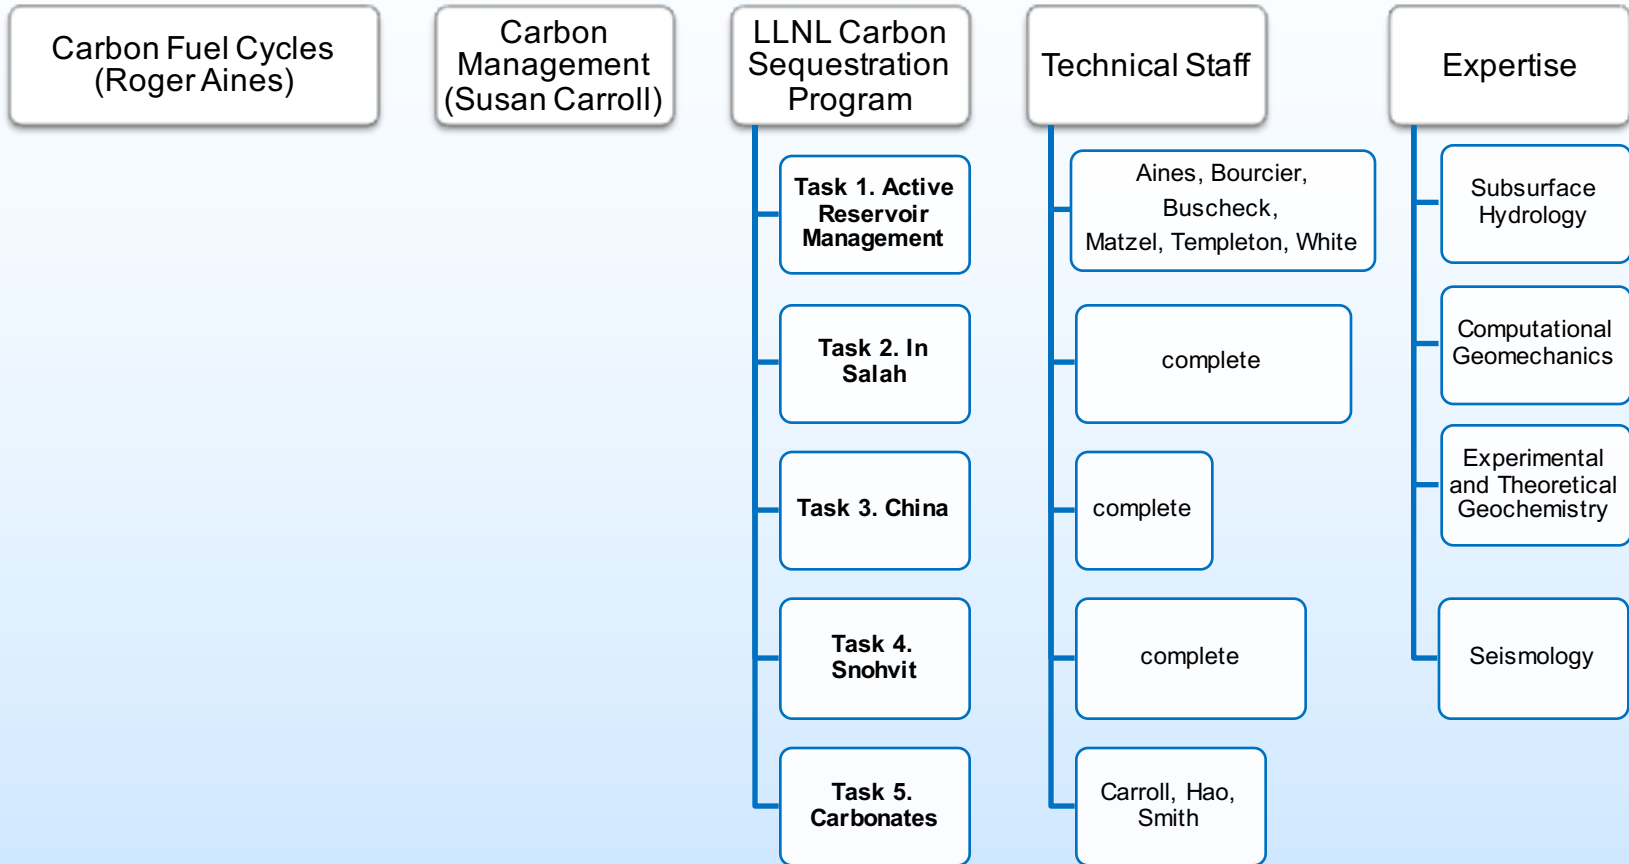 Carbon Fuel Cycles
(Roger Aines)
Carbon
Management
(Susan Carroll)
LLNL Carbon
Sequestration
Program
Technical Staff
Expertise
Task 1. Active
Reservoir
Management
Task 2. In
Salah
Task 3. China
Task 4.
Snohvit
Task 5.
Carbonates
Aines, Bourcier,
Buscheck,
Matzel, Templeton, White
complete
complete
complete
Carroll, Hao,
Smith
Subsurface
Hydrology
Computational
Geomechanics
Experimental
and Theoretical
Geochemistry
Seismology